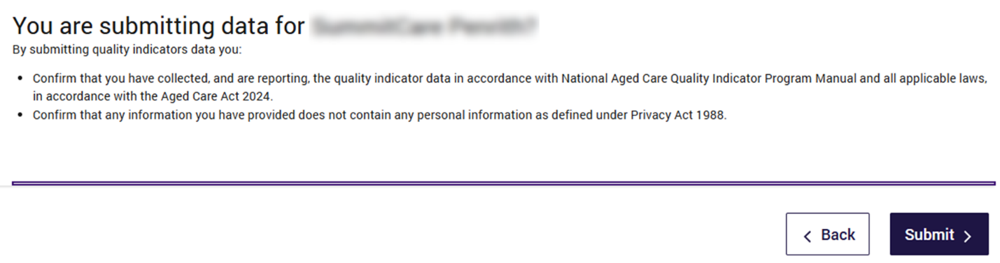 You are submitting data for
By submitting quality indicators data you:
• Confirm that you have collected, and are reporting, the quality indicator data in accordance with National Aged Care Quality Indicator Program Manual and all applicable laws,
in accordance with the Aged Care Act 2024.
• Confirm that any information you have provided does not contain any personal information as defined under Privacy Act 1988.
Back
Submit